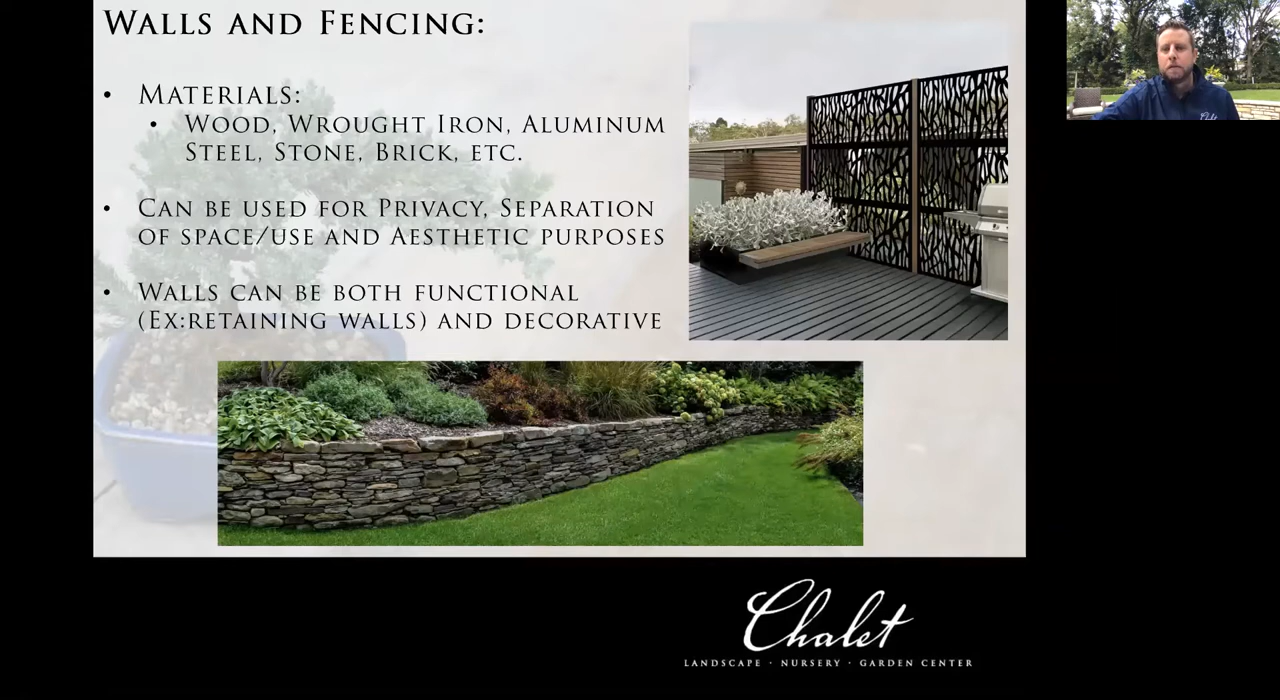 WALLS AND FENCING:
• MATERIALS:
• WOOD, WROUGHT IRON, ALUMINUM
STEEL, STONE, BRICK, ETC.
• CAN BE USED FOR PRIVACY, SEPARATION
OF SPACE/USE AND AESTHETIC PURPOSES
• WALLS CAN BE BOTH FUNCTIONAL
(EX:RETAINING WALLS) AND DECORATIVE
Chalet
LANDSCAPE · NURSERY · GARDEN CENTER